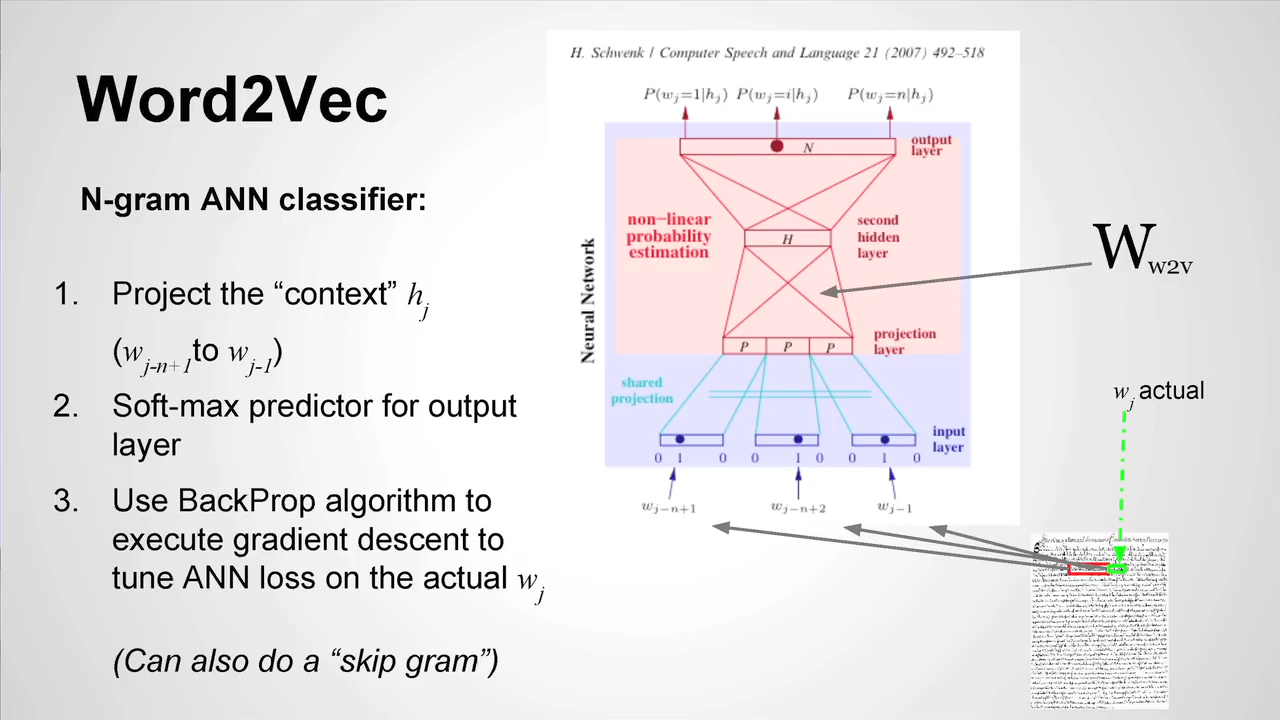 Word2Vec
N-gram ANN classifier:
1. Project the “context” hj
(wj-n+1 to wj-1)
2. Soft-max predictor for output
layer
3. Use BackProp algorithm to
execute gradient descent to
tune ANN loss on the actual wj
(Can also do a “skip gram”)
H. Schwenk / Computer Speech and Language 21 (2007) 492–518
P(wj=1|hj) P(wj=i|hj) P(wj=n|hj)
N
output
layer
non–linear
probability
estimation
H
second
hidden
layer
Neural Network
P P P
projection
layer
shared
projection
input
layer
0 1 0 0 1 0 0 1 0
wj−n+1 wj−n+2 wj−1
Ww2v
wj actual